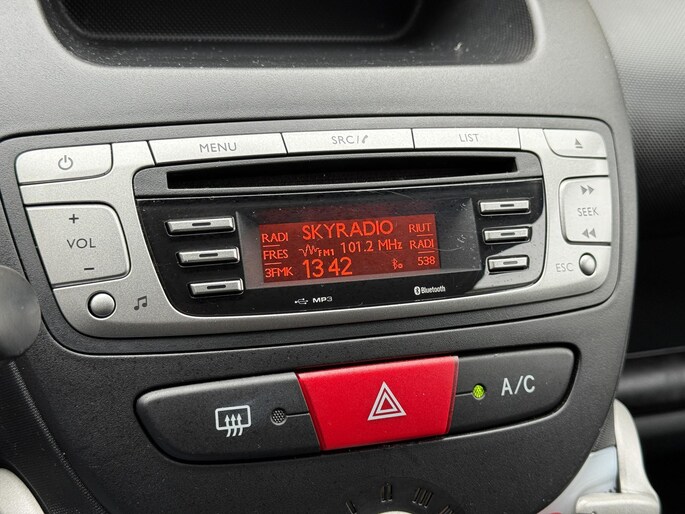 MENU
SRC/
LIST
+
VOL
−
SEEK
ESC
RADI SKYRADIO RIUT
FRES FM1 101.2 MHz RADI
3FMK 13 42 538
MP3
Bluetooth
A/C